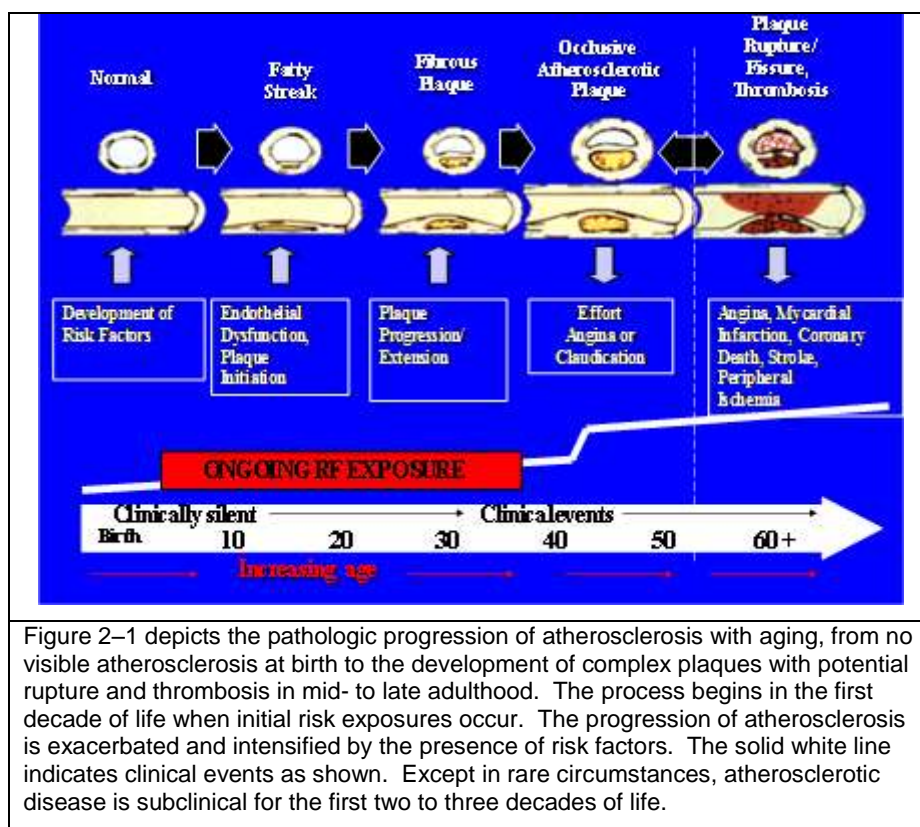 Normal
Fatty
Streak
Fibrous
Plaque
Occlusive
Atherosclerotic
Plaque
Plaque
Rupture/
Fissure,
Thrombosis
Development of
Risk Factors
Endothelial
Dysfunction,
Plaque
Initiation
Plaque
Progression/
Extension
Effort
Angina or
Claudication
Angina, Mycardial
Infarction, Coronary
Death, Stroke,
Peripheral
Ischemia
ONGOING RF EXPOSURE
Clinically silent Clinical events
Birth 10 20 30 40 50 60+
Increasing age
Figure 2–1 depicts the pathologic progression of atherosclerosis with aging, from no
visible atherosclerosis at birth to the development of complex plaques with potential
rupture and thrombosis in mid- to late adulthood. The process begins in the first
decade of life when initial risk exposures occur. The progression of atherosclerosis
is exacerbated and intensified by the presence of risk factors. The solid white line
indicates clinical events as shown. Except in rare circumstances, atherosclerotic
disease is subclinical for the first two to three decades of life.